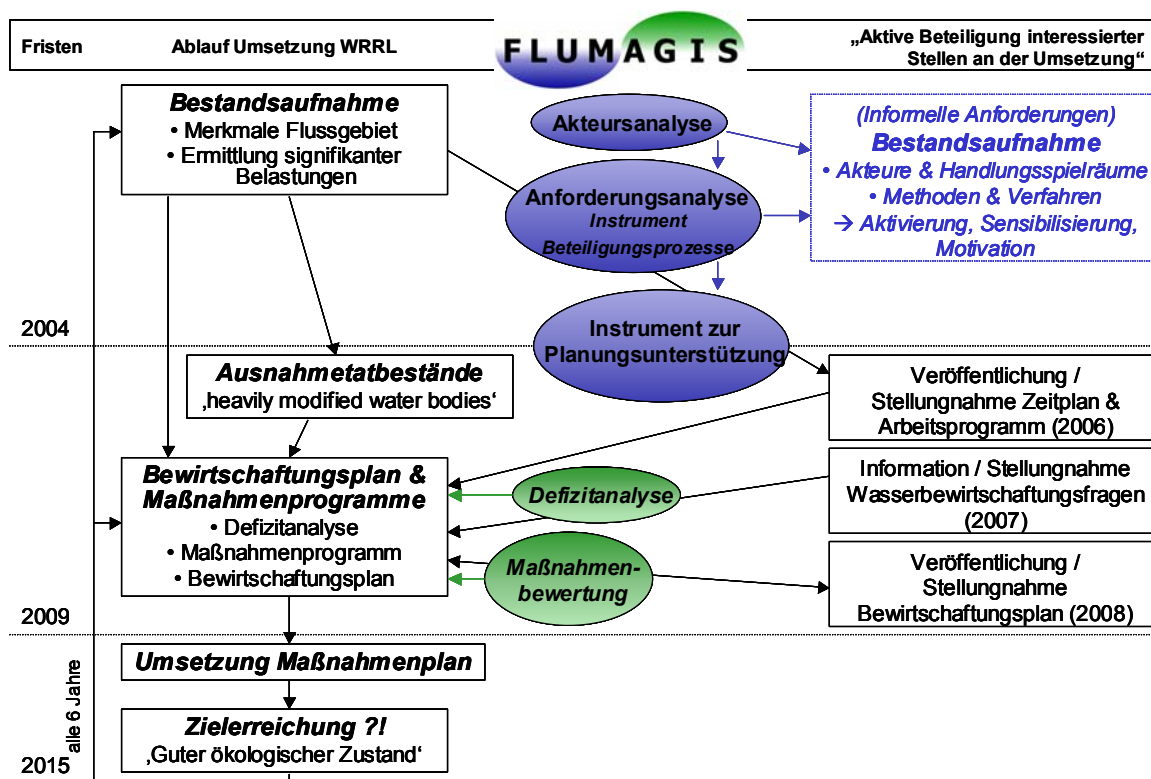 Fristen
Ablauf Umsetzung WRRL
FLUMAGIS
„Aktive Beteiligung interessierter
Stellen an der Umsetzung“
Bestandsaufnahme
• Merkmale Flussgebiet
• Ermittlung signifikanter
Belastungen
Akteursanalyse
Anforderungsanalyse
Instrument
Beteiligungsprozesse
Instrument zur
Planungsunterstützung
(Informelle Anforderungen)
Bestandsaufnahme
• Akteure & Handlungsspielräume
• Methoden & Verfahren
→ Aktivierung, Sensibilisierung,
Motivation
2004
Ausnahmetatbestände
‚heavily modified water bodies‘
Veröffentlichung /
Stellungnahme Zeitplan &
Arbeitsprogramm (2006)
Bewirtschaftungsplan &
Maßnahmenprogramme
• Defizitanalyse
• Maßnahmenprogramm
• Bewirtschaftungsplan
Defizitanalyse
Maßnahmen-
bewertung
Information / Stellungnahme
Wasserbewirtschaftungsfragen
(2007)
Veröffentlichung /
Stellungnahme
Bewirtschaftungsplan (2008)
2009
Umsetzung Maßnahmenplan
alle 6 Jahre
Zielerreichung ?!
‚Guter ökologischer Zustand‘
2015